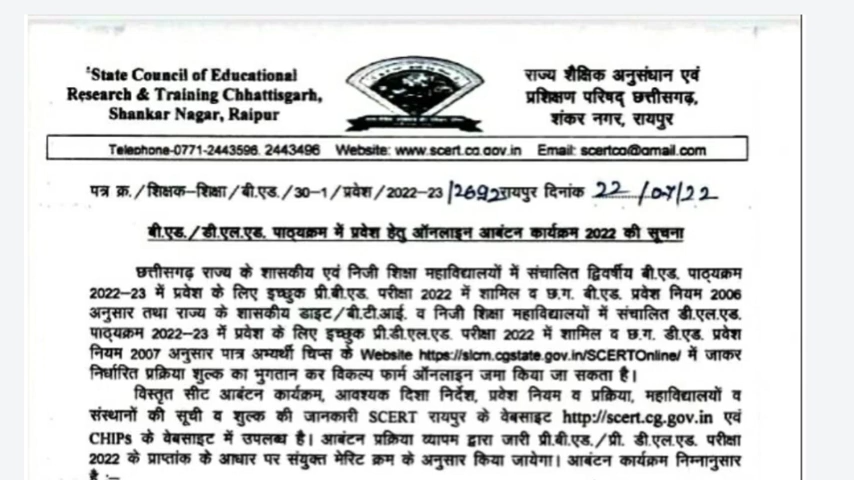 State Council of Educational
Research & Training Chhattisgarh,
Shankar Nagar, Raipur
राज्य शैक्षिक अनुसंधान एवं
प्रशिक्षण परिषद् छत्तीसगढ़,
शंकर नगर, रायपुर
Telephone-0771-2443596, 2443496 Website: www.scert.cg.gov.in Email: scertcg@gmail.com
पत्र क्र./शिक्षक-शिक्षा/बी.एड./30-1/प्रवेश/2022-23/2692 रायपुर दिनांक 22/07/22
बी.एड./डी.एल.एड. पाठ्यक्रम में प्रवेश हेतु ऑनलाइन आबंटन कार्यक्रम 2022 की सूचना
छत्तीसगढ़ राज्य के शासकीय एवं निजी शिक्षा महाविद्यालयों में संचालित द्विवर्षीय बी.एड. पाठ्यक्रम
2022-23 में प्रवेश के लिए इच्छुक प्री.बी.एड. परीक्षा 2022 में शामिल व छ.ग. बी.एड. प्रवेश नियम 2006
अनुसार तथा राज्य के शासकीय डाइट/बी.टी.आई. व निजी शिक्षा महाविद्यालयों में संचालित डी.एल.एड.
पाठ्यक्रम 2022-23 में प्रवेश के लिए इच्छुक प्री.डी.एल.एड. परीक्षा 2022 में शामिल व छ.ग. डी.एड. प्रवेश
नियम 2007 अनुसार पात्र अभ्यर्थी चिप्स के Website https://slcm.cgstate.gov.in/SCERTOnline/ में जाकर
निर्धारित प्रक्रिया शुल्क का भुगतान कर विकल्प फार्म ऑनलाइन जमा किया जा सकता है।
विस्तृत सीट आबंटन कार्यक्रम, आवश्यक दिशा निर्देश, प्रवेश नियम व प्रक्रिया, महाविद्यालयों व
संस्थानों की सूची व शुल्क की जानकारी SCERT रायपुर के वेबसाइट http://scert.cg.gov.in एवं
CHIPs के वेबसाइट में उपलब्ध है। आबंटन प्रक्रिया व्यापम द्वारा जारी प्री.बी.एड./प्री. डी.एल.एड. परीक्षा
2022 के प्राप्तांक के आधार पर संयुक्त मेरिट क्रम के अनुसार किया जायेगा। आबंटन कार्यक्रम निम्नानुसार
है :-